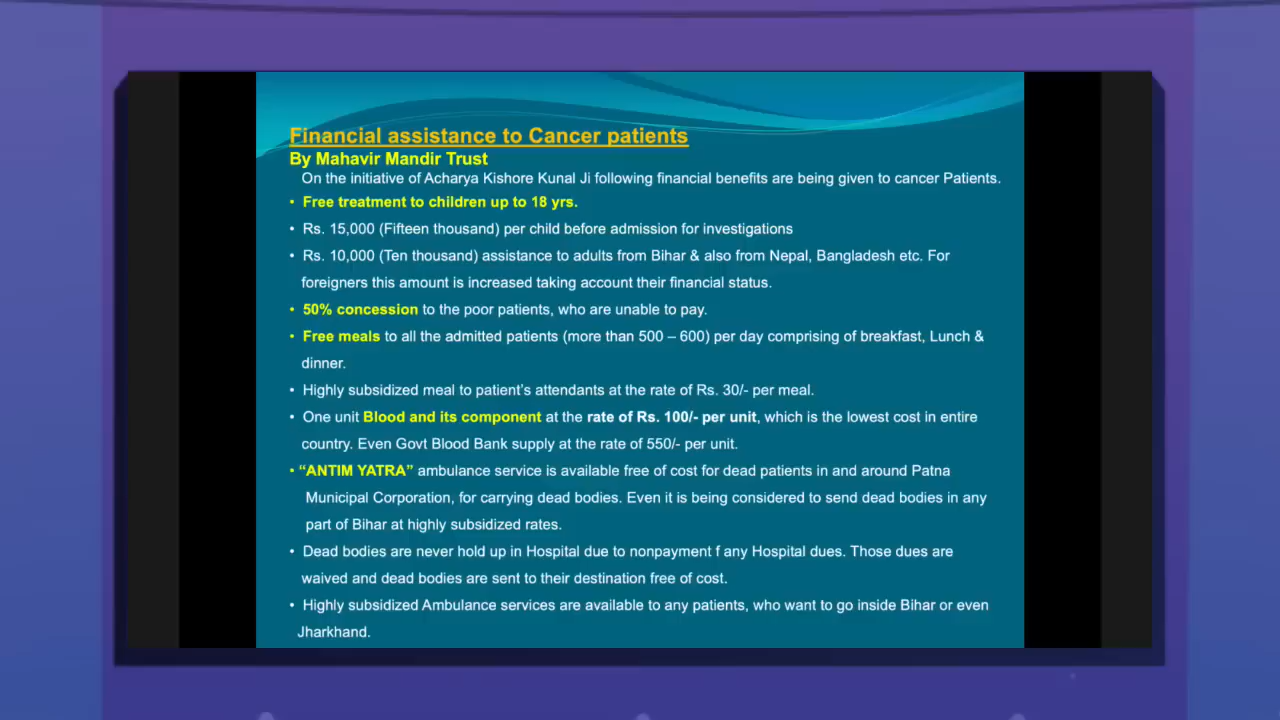 Financial assistance to Cancer patients
By Mahavir Mandir Trust
On the initiative of Acharya Kishore Kunal Ji following financial benefits are being given to cancer Patients.
• Free treatment to children up to 18 yrs.
• Rs. 15,000 (Fifteen thousand) per child before admission for investigations
• Rs. 10,000 (Ten thousand) assistance to adults from Bihar & also from Nepal, Bangladesh etc. For
foreigners this amount is increased taking account their financial status.
• 50% concession to the poor patients, who are unable to pay.
• Free meals to all the admitted patients (more than 500 – 600) per day comprising of breakfast, Lunch &
dinner.
• Highly subsidized meal to patient’s attendants at the rate of Rs. 30/- per meal.
• One unit Blood and its component at the rate of Rs. 100/- per unit, which is the lowest cost in entire
country. Even Govt Blood Bank supply at the rate of 550/- per unit.
• “ANTIM YATRA” ambulance service is available free of cost for dead patients in and around Patna
Municipal Corporation, for carrying dead bodies. Even it is being considered to send dead bodies in any
part of Bihar at highly subsidized rates.
• Dead bodies are never hold up in Hospital due to nonpayment f any Hospital dues. Those dues are
waived and dead bodies are sent to their destination free of cost.
• Highly subsidized Ambulance services are available to any patients, who want to go inside Bihar or even
Jharkhand.